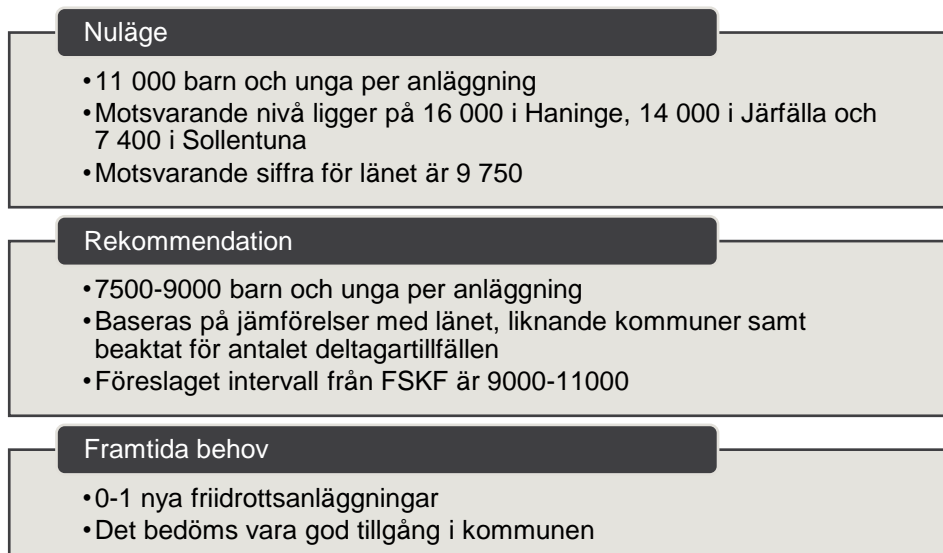 Nuläge
•11 000 barn och unga per anläggning
•Motsvarande nivå ligger på 16 000 i Haninge, 14 000 i Järfälla och
7 400 i Sollentuna
•Motsvarande siffra för länet är 9 750
Rekommendation
•7500-9000 barn och unga per anläggning
•Baseras på jämförelser med länet, liknande kommuner samt
beaktat för antalet deltagartillfällen
•Föreslaget intervall från FSKF är 9000-11000
Framtida behov
•0-1 nya friidrottsanläggningar
•Det bedöms vara god tillgång i kommunen